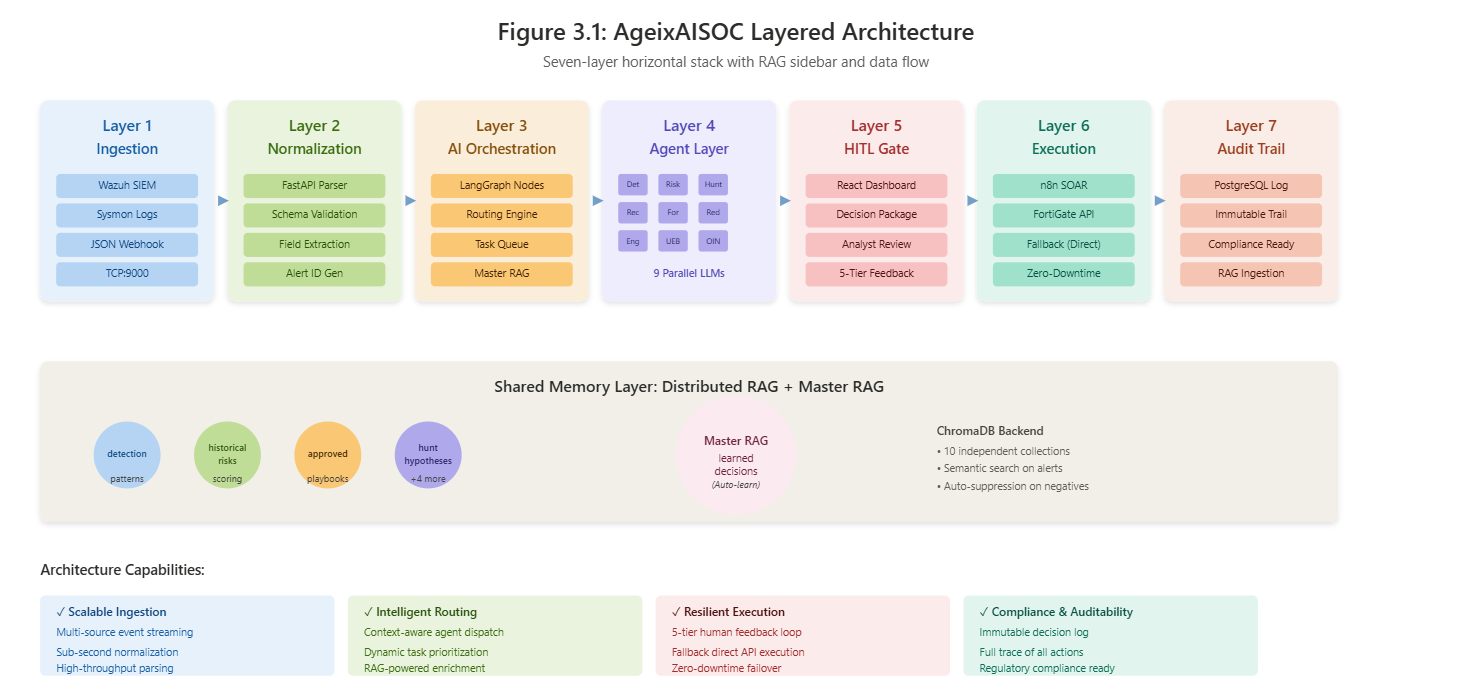 Figure 3.1: AgeixAISOC Layered Architecture
Seven-layer horizontal stack with RAG sidebar and data flow
Layer 1
Ingestion
Wazuh SIEM
Sysmon Logs
JSON Webhook
TCP:9000
Layer 2
Normalization
FastAPI Parser
Schema Validation
Field Extraction
Alert ID Gen
Layer 3
AI Orchestration
LangGraph Nodes
Routing Engine
Task Queue
Master RAG
Layer 4
Agent Layer
Det Risk Hunt
Rec For Red
Eng UEB OIN
9 Parallel LLMs
Layer 5
HITL Gate
React Dashboard
Decision Package
Analyst Review
5-Tier Feedback
Layer 6
Execution
n8n SOAR
FortiGate API
Fallback (Direct)
Zero-Downtime
Layer 7
Audit Trail
PostgreSQL Log
Immutable Trail
Compliance Ready
RAG Ingestion
Shared Memory Layer: Distributed RAG + Master RAG
detection
patterns
historical
risks
scoring
approved
playbooks
hunt
hypotheses
+4 more
Master RAG
learned
decisions
(Auto-learn)
ChromaDB Backend
• 10 independent collections
• Semantic search on alerts
• Auto-suppression on negatives
Architecture Capabilities:
✓ Scalable Ingestion
Multi-source event streaming
Sub-second normalization
High-throughput parsing
✓ Intelligent Routing
Context-aware agent dispatch
Dynamic task prioritization
RAG-powered enrichment
✓ Resilient Execution
5-tier human feedback loop
Fallback direct API execution
Zero-downtime failover
✓ Compliance & Auditability
Immutable decision log
Full trace of all actions
Regulatory compliance ready